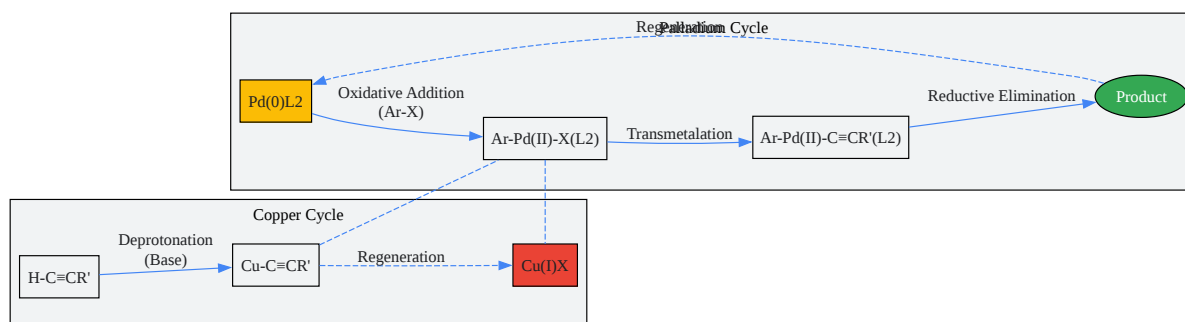 Regeneration
Palladium Cycle
Pd(0)L2
Oxidative Addition
(Ar-X)
Ar-Pd(II)-X(L2)
Transmetalation
Ar-Pd(II)-C≡CR'(L2)
Reductive Elimination
Product
Copper Cycle
H-C≡CR'
Deprotonation
(Base)
Cu-C≡CR'
Regeneration
Cu(I)X